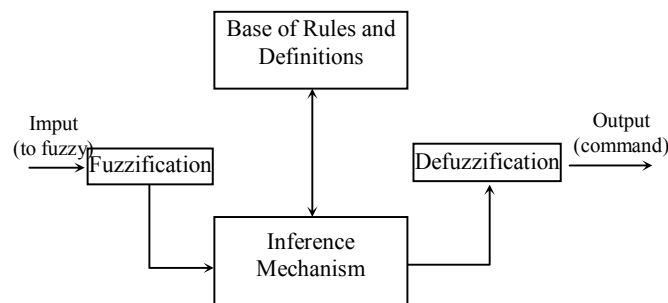 Base of Rules and
Definitions
Imput
(to fuzzy)
Fuzzification
Output
(command)
Defuzzification
Inference
Mechanism